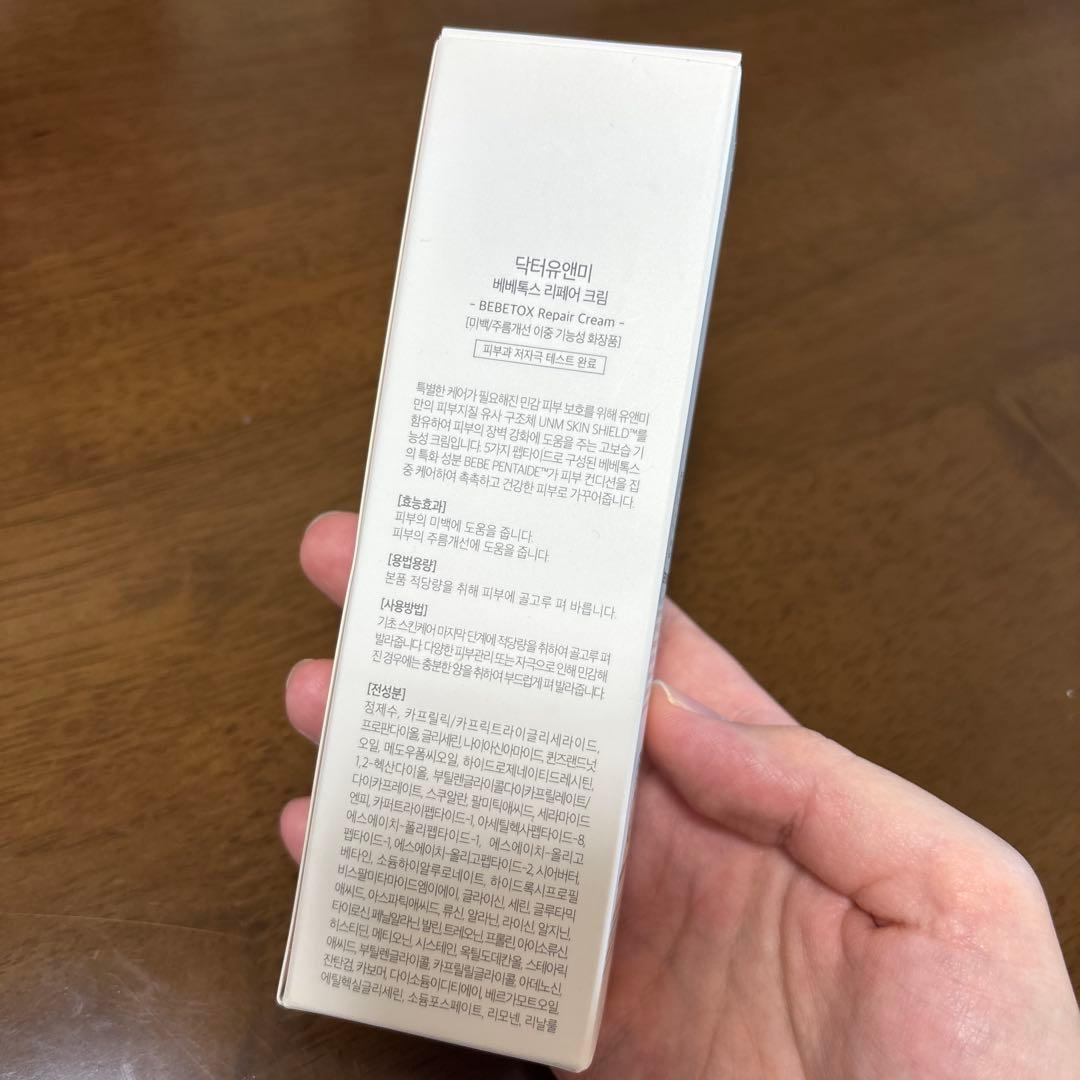 닥터유앤미
베베톡스 리페어 크림
- BEBETOX Repair Cream -
[미백/주름개선 이중 기능성 화장품]
피부과 저자극 테스트 완료
특별한 케어가 필요해진 민감 피부 보호를 위해 유앤미
만의 피부지질 유사 구조체 UNM SKIN SHIELD™를
함유하여 피부의 장벽 강화에 도움을 주는 고보습 기
능성 크림입니다. 5가지 펩타이드로 구성된 베베톡스
의 특화 성분 BEBE PENTAIDE™가 피부 컨디션을 집
중 케어하여 촉촉하고 건강한 피부로 가꾸어줍니다.
[효능효과]
피부의 미백에 도움을 줍니다.
피부의 주름개선에 도움을 줍니다.
[용법용량]
본품 적당량을 취해 피부에 골고루 펴 바릅니다.
[사용방법]
기초 스킨케어 마지막 단계에 적당량을 취하여 골고루 펴
발라줍니다. 다양한 피부관리 또는 자극으로 인해 민감해
진 경우에는 충분한 양을 취하여 부드럽게 펴 발라줍니다.
[전성분]
정제수, 카프릴릭/카프릭트라이글리세라이드,
프로판다이올, 글리세린, 나이아신아마이드, 퀸즈랜드넛
오일, 메도우폼씨오일, 하이드로제네이티드레시틴,
1,2-헥산다이올, 부틸렌글라이콜다이카프릴레이트/
다이카프레이트, 스쿠알란, 팔미틱애씨드, 세라마이드
엔피, 카퍼트라이펩타이드-1, 아세틸헥사펩타이드-8,
에스에이치-폴리펩타이드-1, 에스에이치-올리고
펩타이드-1, 에스에이치-올리고펩타이드-2, 시어버터,
베타인, 소듐하이알루로네이트, 하이드록시프로필
비스팔미타마이드엠이에이, 글라이신, 세린, 글루타믹
애씨드, 아스파틱애씨드, 류신, 알라닌, 라이신, 알지닌,
타이로신, 페닐알라닌, 발린, 트레오닌, 프롤린, 아이소류신,
히스티딘, 메티오닌, 시스테인, 옥틸도데칸올, 스테아릭
애씨드, 부틸렌글라이콜, 카프릴릴글라이콜, 아데노신,
잔탄검, 카보머, 다이소듐이디티에이, 베르가모트오일,
에틸헥실글리세린, 소듐포스페이트, 리모넨, 리날룰